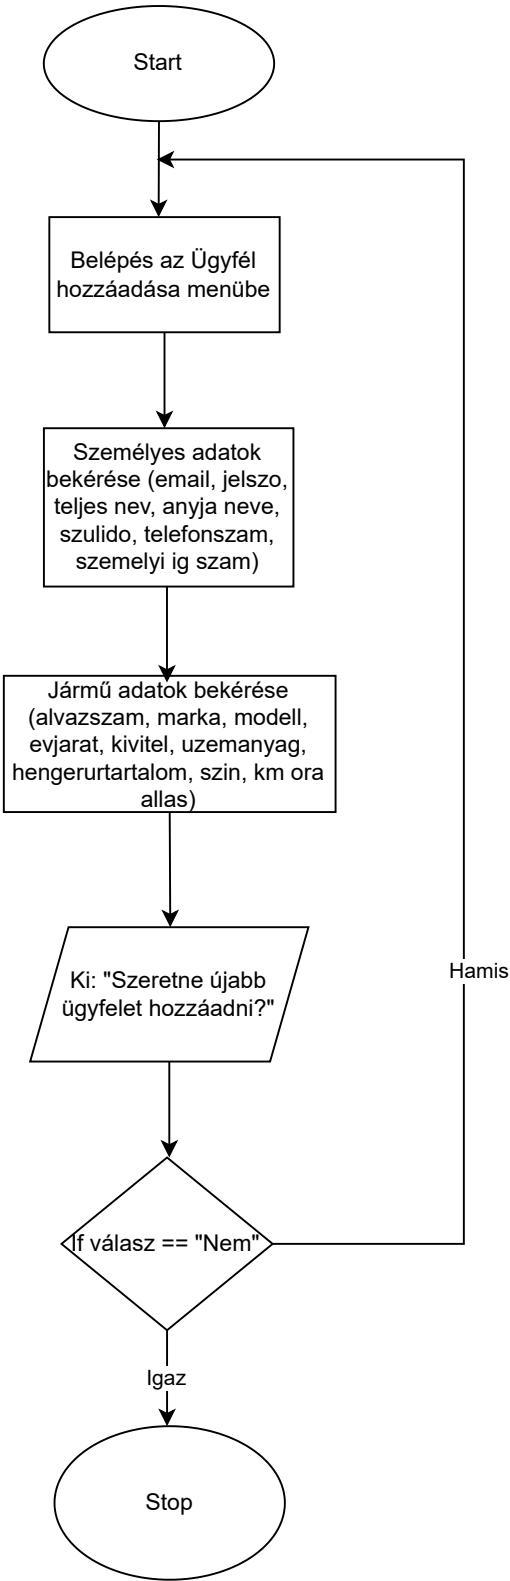 Start
Belépés az Ügyfél
hozzáadása menübe
Személyes adatok
bekérése (email, jelszo,
teljes nev, anyja neve,
szulido, telefonszam,
szemelyi ig szam)
Jármű adatok bekérése
(alvazszam, marka, modell,
evjarat, kivitel, uzemanyag,
hengerurtartalom, szin, km ora
allas)
Ki: "Szeretne újabb
ügyfelet hozzáadni?"
Hamis
If válasz == "Nem"
Igaz
Stop